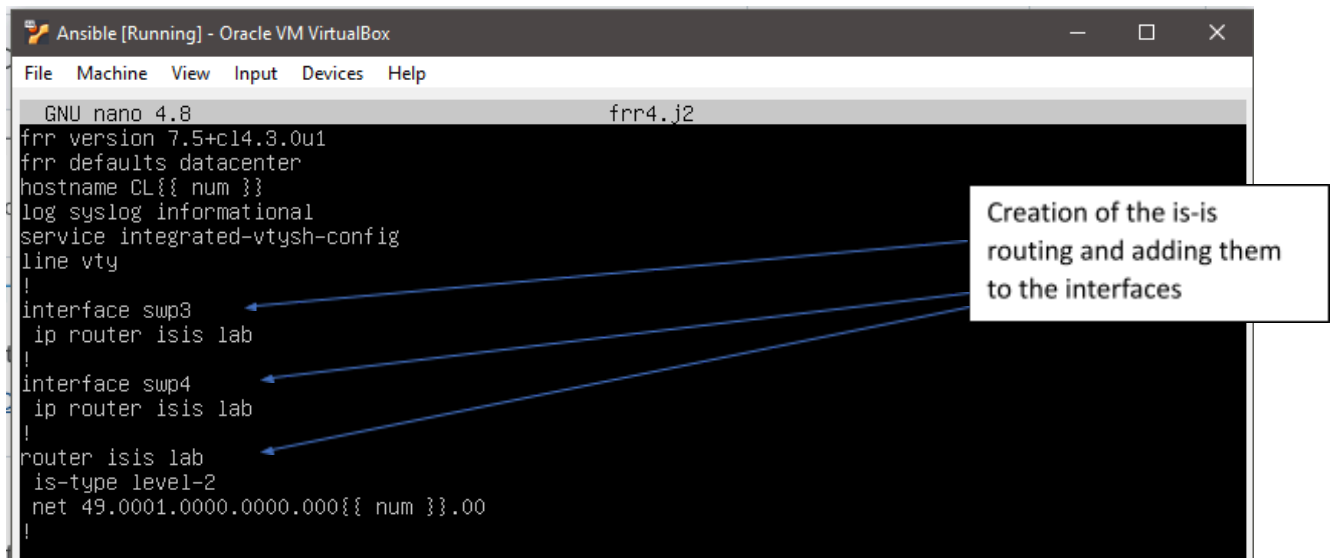 Ansible [Running] - Oracle VM VirtualBox
File Machine View Input Devices Help
GNU nano 4.8 frr4.j2
frr version 7.5+cl4.3.0u1
frr defaults datacenter
hostname CL{{ num }}
log syslog informational
service integrated-vtysh-config
line vty
!
interface swp3
 ip router isis lab
!
interface swp4
 ip router isis lab
!
router isis lab
 is-type level-2
 net 49.0001.0000.0000.000{{ num }}.00
!
Creation of the is-is
routing and adding them
to the interfaces